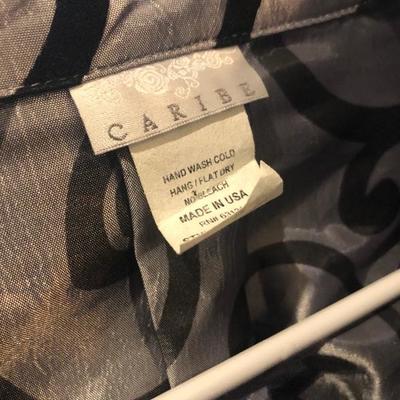 CARIBE
HAND WASH COLD
HANG / FLAT DRY
NO BLEACH
MADE IN USA